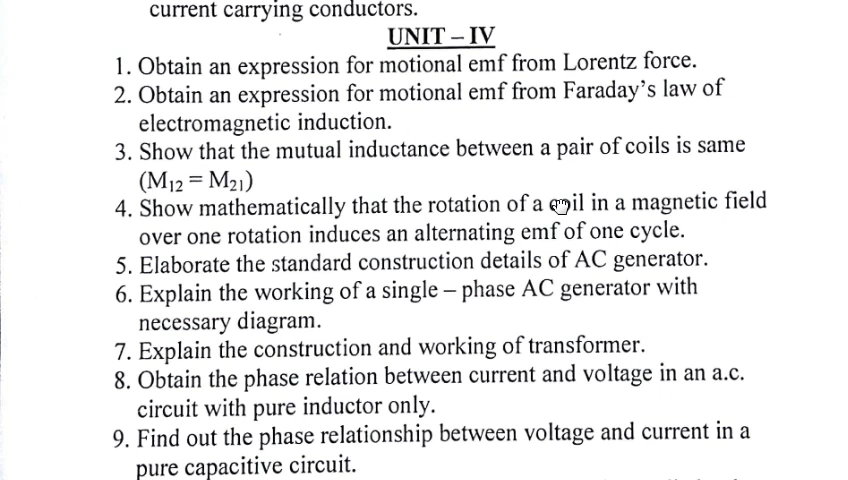 current carrying conductors.
UNIT – IV
1. Obtain an expression for motional emf from Lorentz force.
2. Obtain an expression for motional emf from Faraday's law of
electromagnetic induction.
3. Show that the mutual inductance between a pair of coils is same
(M₁₂ = M₂₁)
4. Show mathematically that the rotation of a coil in a magnetic field
over one rotation induces an alternating emf of one cycle.
5. Elaborate the standard construction details of AC generator.
6. Explain the working of a single – phase AC generator with
necessary diagram.
7. Explain the construction and working of transformer.
8. Obtain the phase relation between current and voltage in an a.c.
circuit with pure inductor only.
9. Find out the phase relationship between voltage and current in a
pure capacitive circuit.